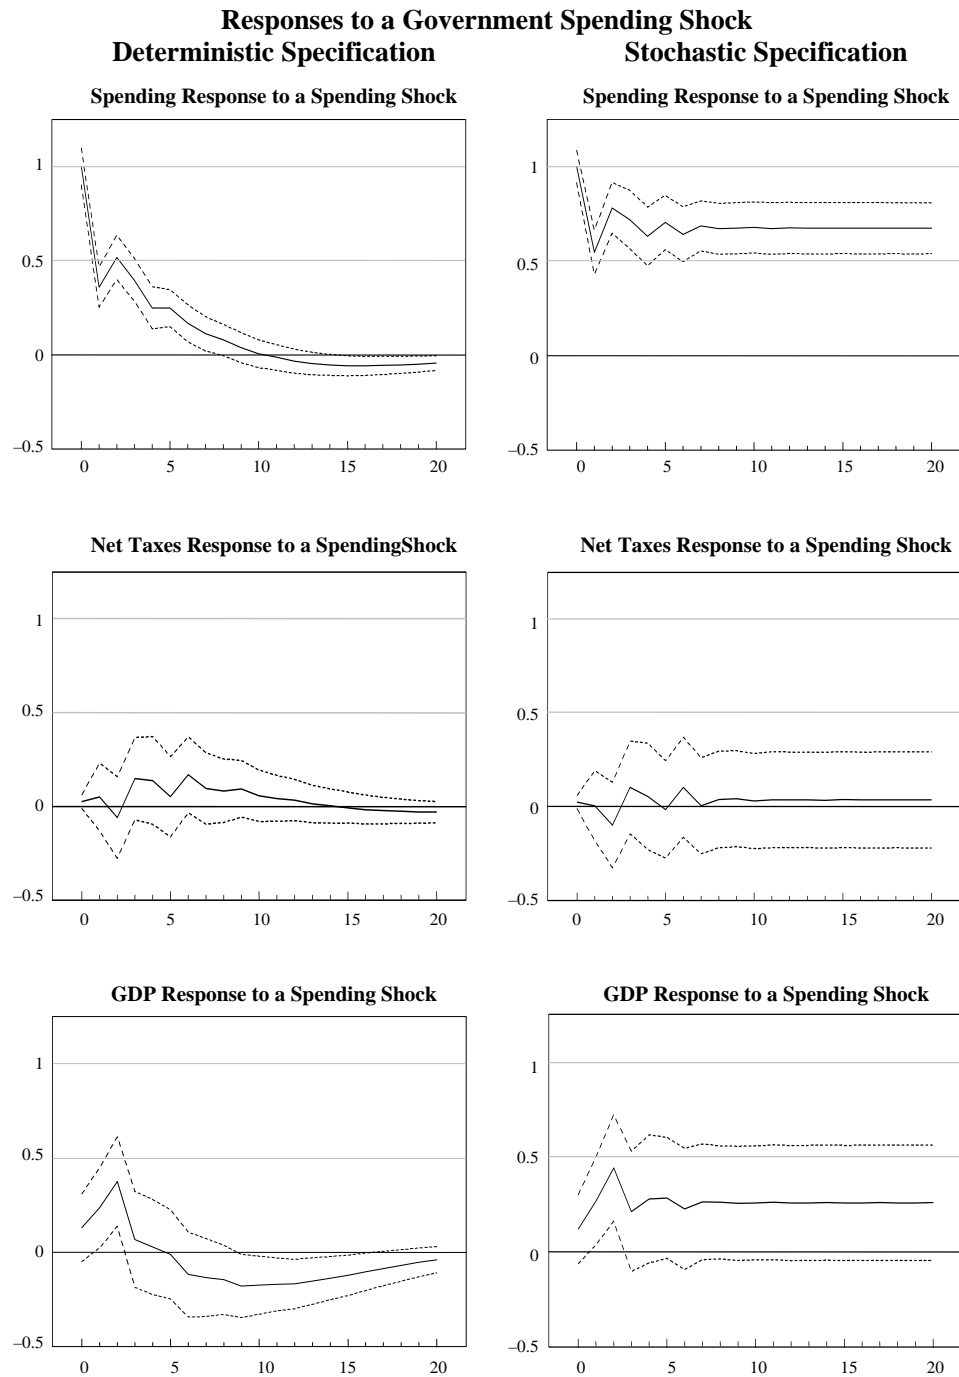 Responses to a Government Spending Shock
Deterministic Specification
Stochastic Specification
Spending Response to a Spending Shock
1
0.5
0
–0.5
0 5 10 15 20
Spending Response to a Spending Shock
1
0.5
0
–0.5
0 5 10 15 20
Net Taxes Response to a SpendingShock
1
0.5
0
–0.5
0 5 10 15 20
Net Taxes Response to a Spending Shock
1
0.5
0
–0.5
0 5 10 15 20
GDP Response to a Spending Shock
1
0.5
0
–0.5
0 5 10 15 20
GDP Response to a Spending Shock
1
0.5
0
–0.5
0 5 10 15 20